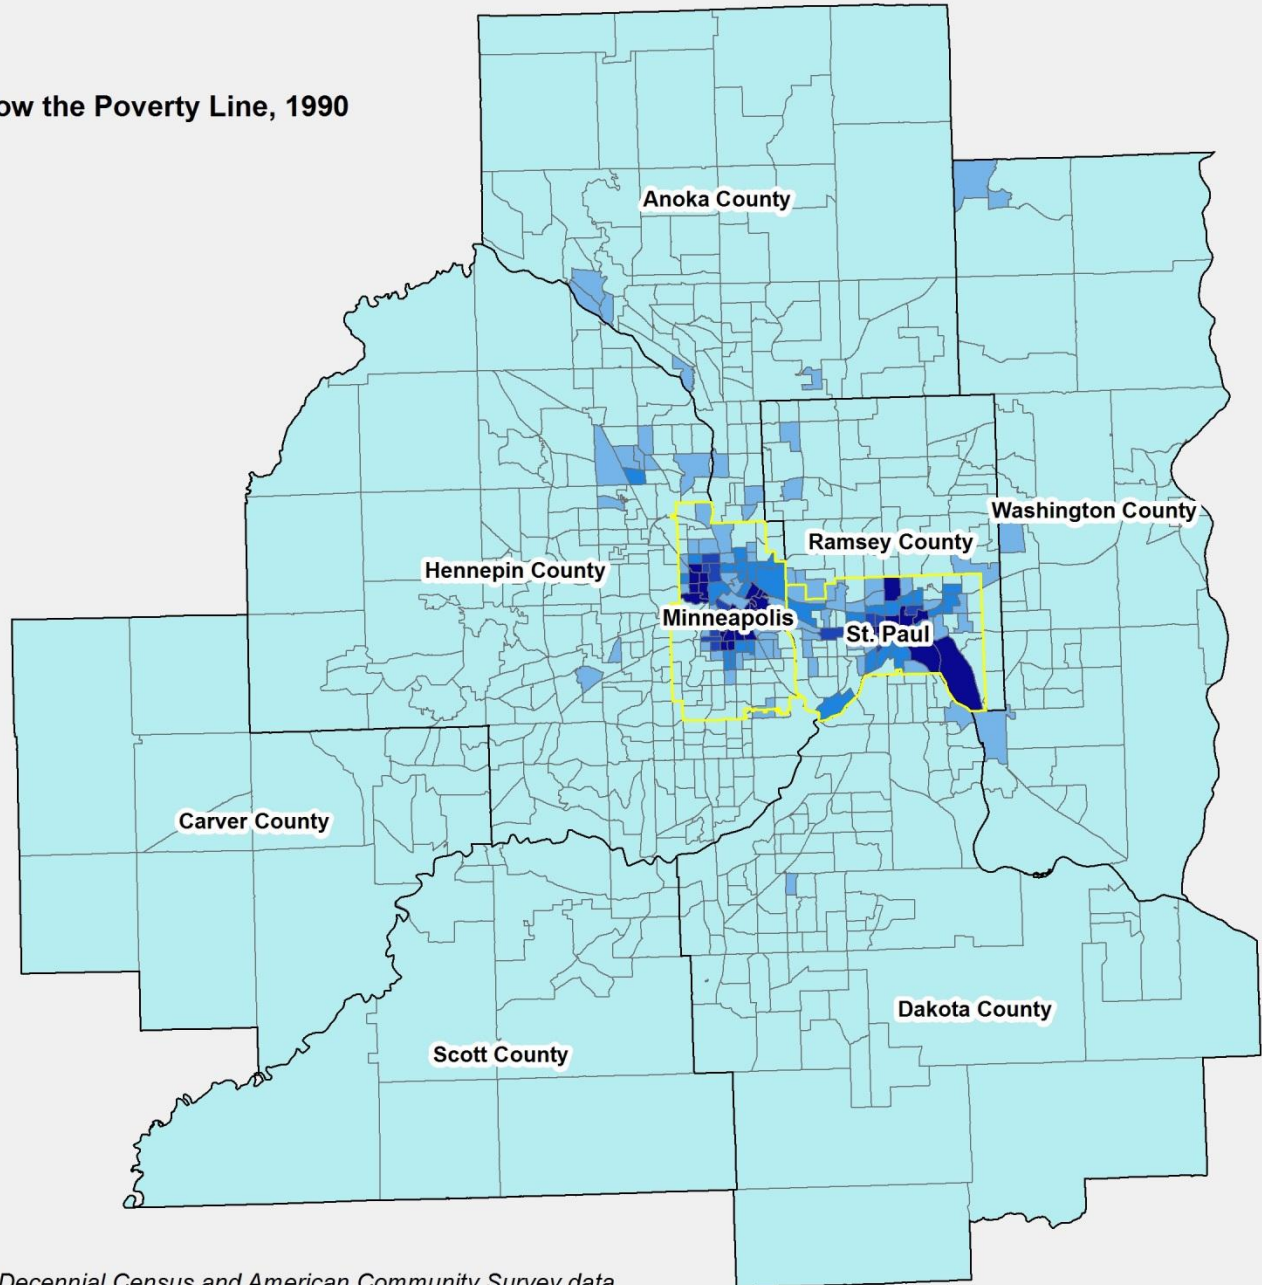 ow the Poverty Line, 1990
Anoka County
Washington County
Ramsey County
Hennepin County
Minneapolis
St. Paul
Carver County
Dakota County
Scott County
Decennial Census and American Community Survey data